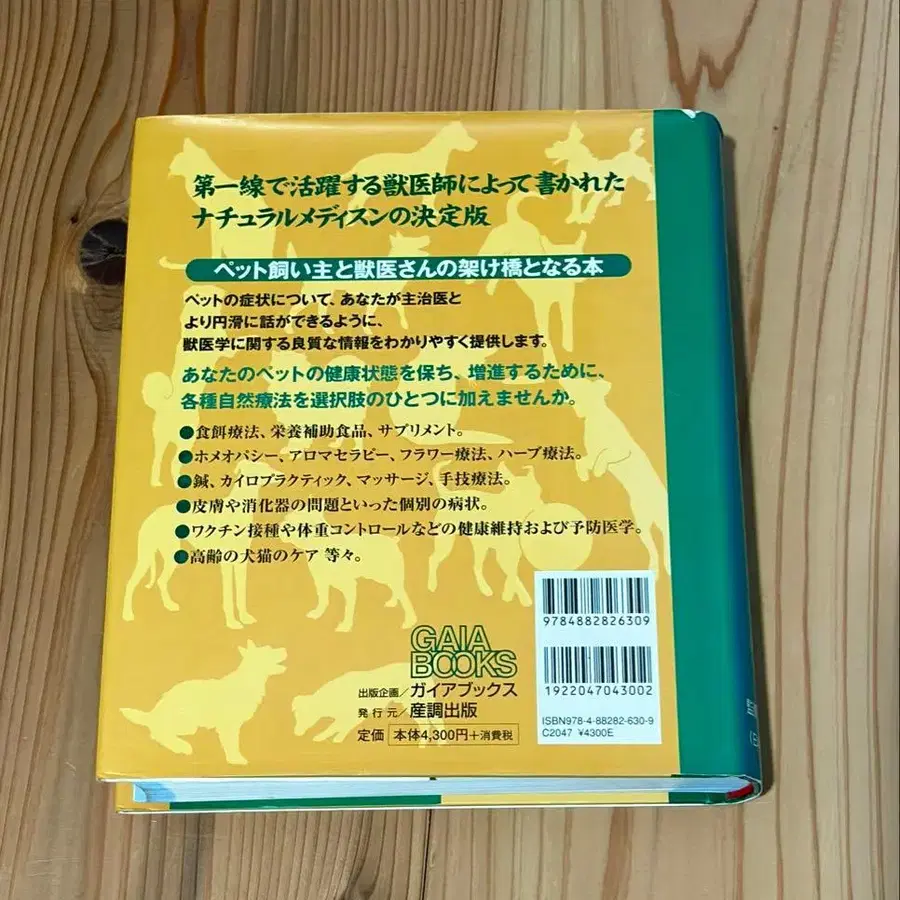 第一線で活躍する獣医師によって書かれた
ナチュラルメディスンの決定版
ペット飼い主と獣医さんの架け橋となる本
ペットの症状について、あなたが主治医と
より円滑に話ができるように、
獣医学に関する良質な情報をわかりやすく提供します。
あなたのペットの健康状態を保ち、増進するために、
各種自然療法を選択肢のひとつに加えませんか。
●食餌療法、栄養補助食品、サプリメント。
●ホメオパシー、アロマセラピー、フラワー療法、ハーブ療法。
●鍼、カイロプラクティック、マッサージ、手技療法。
●皮膚や消化器の問題といった個別の病状。
●ワクチン接種や体重コントロールなどの健康維持および予防医学。
●高齢の犬猫のケア 等々。
GAIA
BOOKS
出版企画/ガイアブックス
発行元/産調出版
定価 本体4,300円+消費税
9784882826309
1922047043002
ISBN978-4-88282-630-9
C2047 ¥4300E